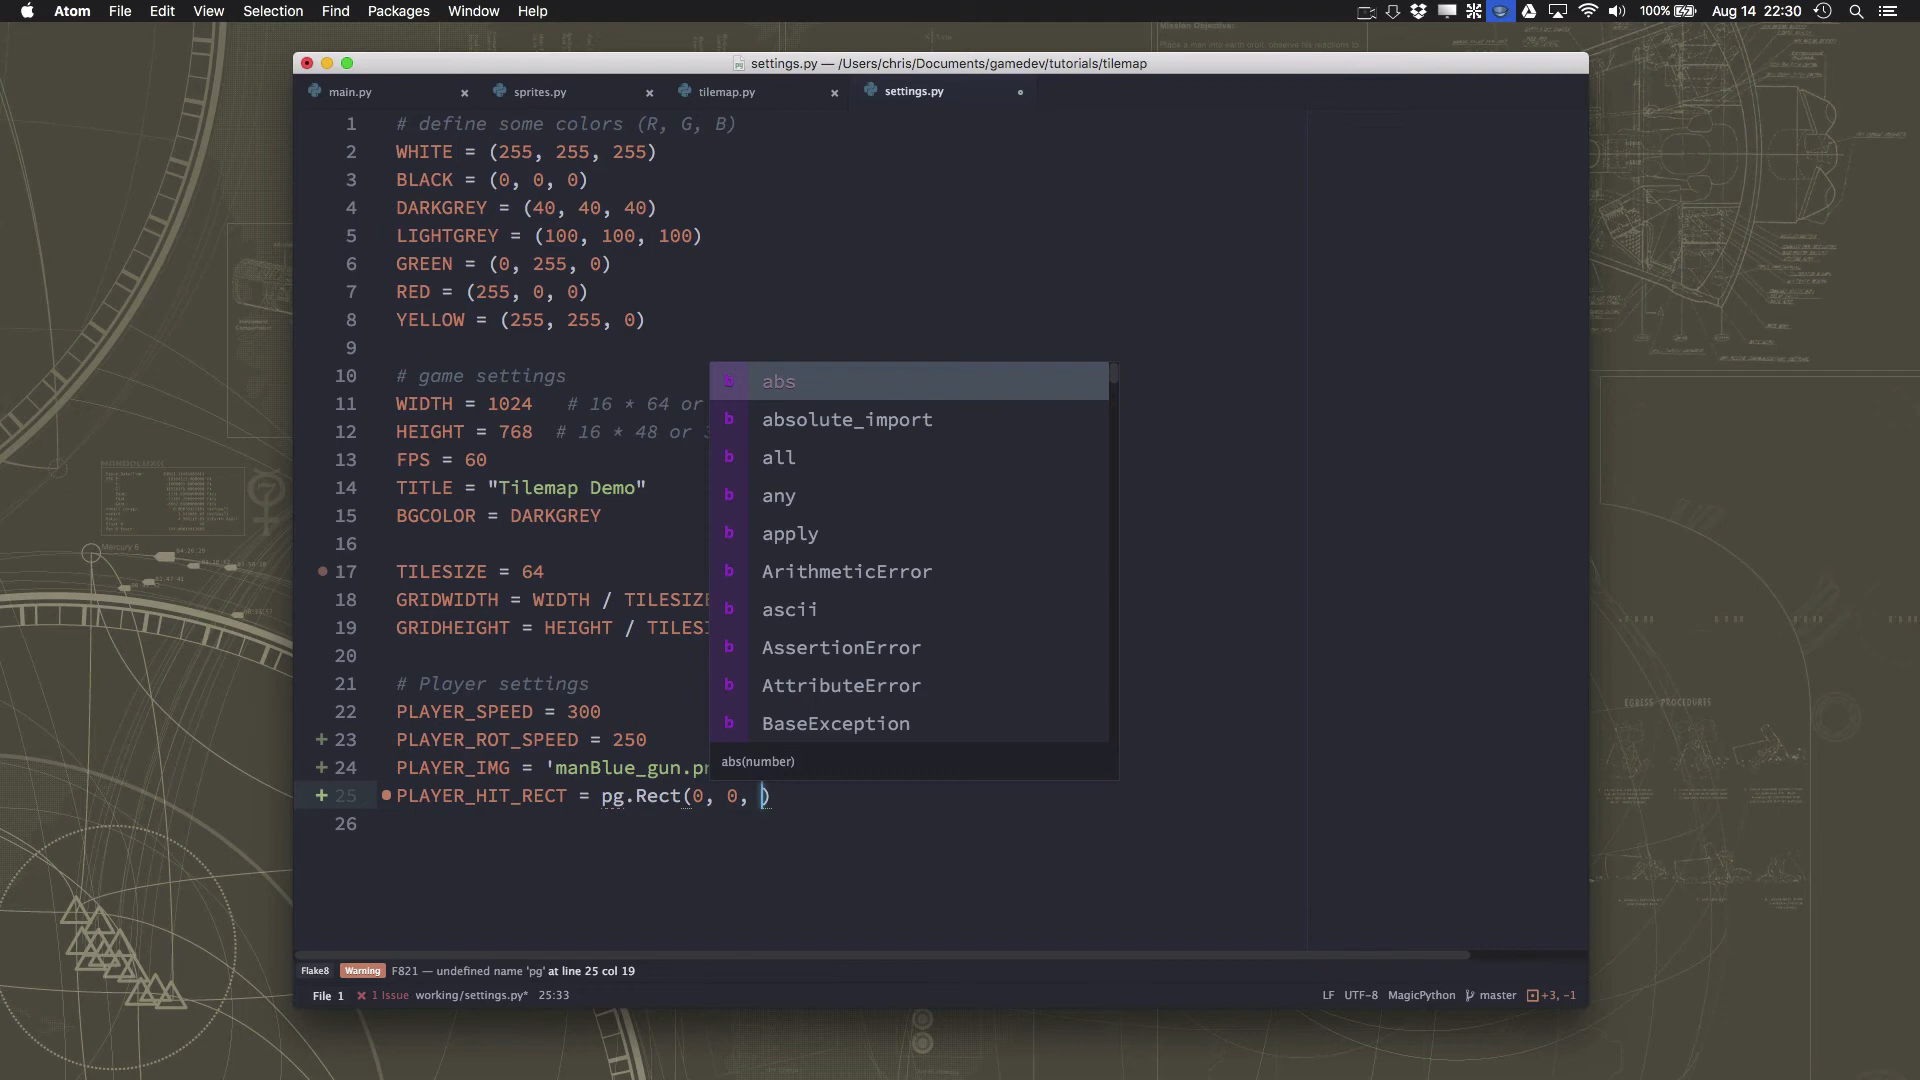 Atom File Edit View Selection Find Packages Window Help 100% Aug 14 22:30
settings.py — /Users/chris/Documents/gamedev/tutorials/tilemap
main.py sprites.py tilemap.py settings.py
1 # define some colors (R, G, B)
2 WHITE = (255, 255, 255)
3 BLACK = (0, 0, 0)
4 DARKGREY = (40, 40, 40)
5 LIGHTGREY = (100, 100, 100)
6 GREEN = (0, 255, 0)
7 RED = (255, 0, 0)
8 YELLOW = (255, 255, 0)
9
10 # game settings
11 WIDTH = 1024 # 16 * 64 or
12 HEIGHT = 768 # 16 * 48 or
13 FPS = 60
14 TITLE = "Tilemap Demo"
15 BGCOLOR = DARKGREY
16
17 TILESIZE = 64
18 GRIDWIDTH = WIDTH / TILESIZE
19 GRIDHEIGHT = HEIGHT / TILESI
20
21 # Player settings
22 PLAYER_SPEED = 300
+ 23 PLAYER_ROT_SPEED = 250
+ 24 PLAYER_IMG = 'manBlue_gun.pn
+ 25 PLAYER_HIT_RECT = pg.Rect(0, 0, )
26
b abs
b absolute_import
b all
b any
b apply
b ArithmeticError
b ascii
b AssertionError
b AttributeError
b BaseException
abs(number)
Flake8 Warning F821 — undefined name 'pg' at line 25 col 19
File 1 1 Issue working/settings.py* 25:33 LF UTF-8 MagicPython master +3, -1
Mission Objective:
Mercury 6
EGRESS PROCEDURES